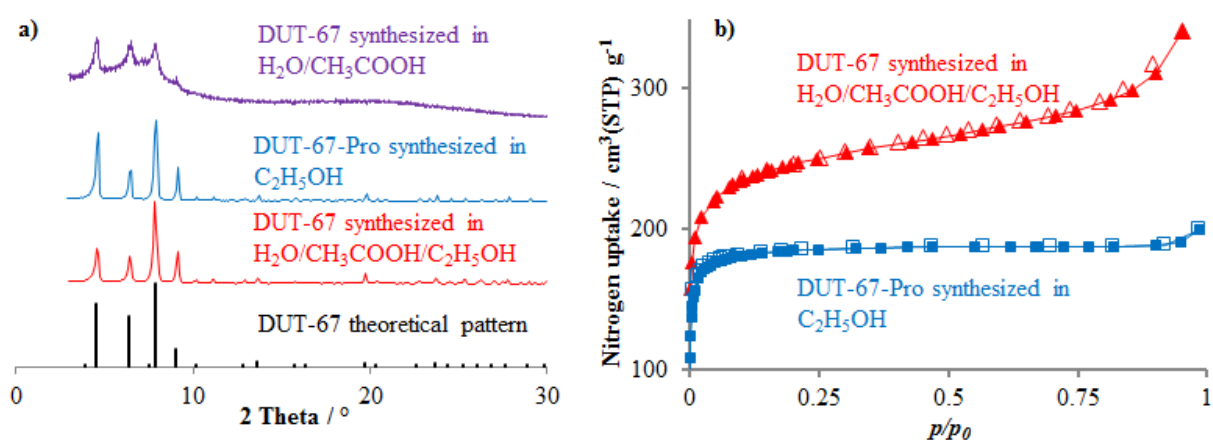 a)
DUT-67 synthesized in
H₂O/CH₃COOH
DUT-67-Pro synthesized in
C₂H₅OH
DUT-67 synthesized in
H₂O/CH₃COOH/C₂H₅OH
DUT-67 theoretical pattern
0 10 20 30
2 Theta / °
b)
Nitrogen uptake / cm³(STP) g⁻¹
300
200
100
DUT-67 synthesized in
H₂O/CH₃COOH/C₂H₅OH
DUT-67-Pro synthesized in
C₂H₅OH
0 0.25 0.5 0.75 1
p/p₀